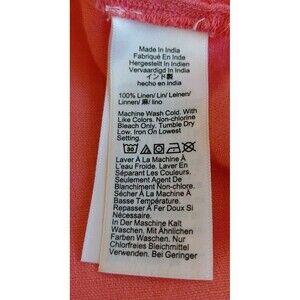 Made In India
Fabriqué En Inde
Hergestellt In Indien
Vervaardigd In India
インド製
hecho en india
100% Linen/ Lin/ Leinen/
Linnen/ 麻/ lino
Machine Wash Cold. With
Like Colors. Non-chlorine
Bleach Only. Tumble Dry
Low. Iron On Lowest
Setting.
30
Laver À La Machine À
L'eau Froide. Laver En
Séparant Les Couleurs.
Seulement Agent De
Blanchiment Non-chlore.
Sécher À La Machine À
Basse Température.
Repasser À Fer Doux Si
Nécessaire.
In Der Maschine Kalt
Waschen. Mit Ähnlichen
Farben Waschen. Nur
Chlorfreies Bleichmittel
Verwenden. Bei Geringer